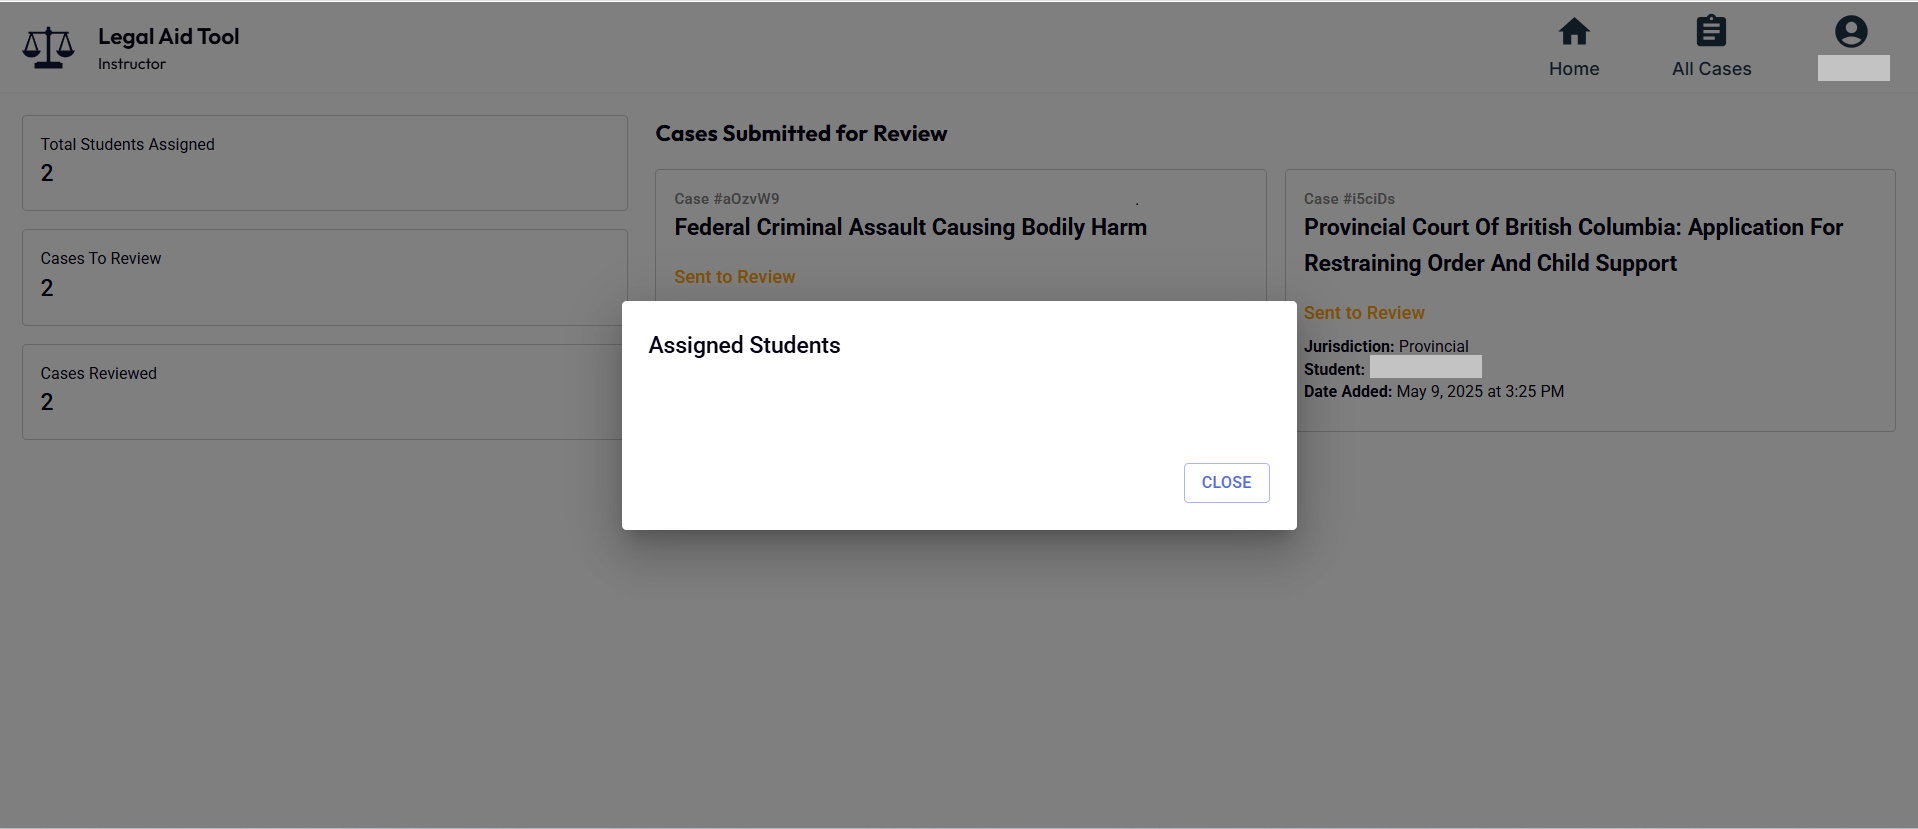 Legal Aid Tool
Instructor
Home
All Cases
Total Students Assigned
2
Cases To Review
2
Cases Reviewed
2
Cases Submitted for Review
Case #aOzvW9
Federal Criminal Assault Causing Bodily Harm
Sent to Review
Case #i5ciDs
Provincial Court Of British Columbia: Application For
Restraining Order And Child Support
Sent to Review
Jurisdiction: Provincial
Student:
Date Added: May 9, 2025 at 3:25 PM
Assigned Students
CLOSE